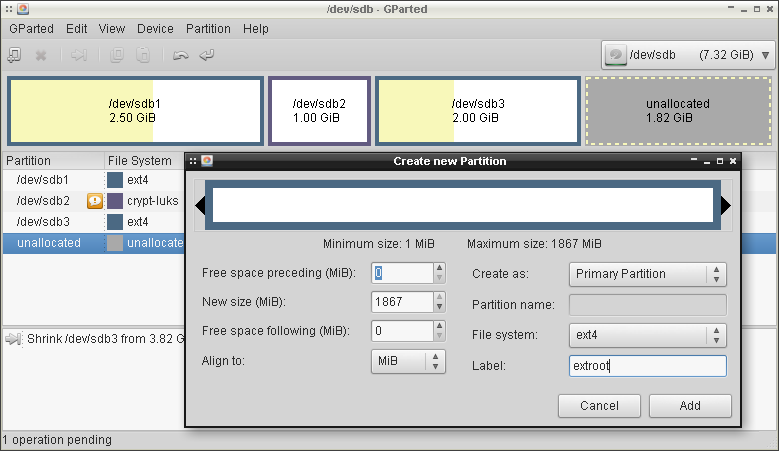 /dev/sdb - GParted
GParted Edit View Device Partition Help
/dev/sdb (7.32 GiB)
/dev/sdb1
2.50 GiB
/dev/sdb2
1.00 GiB
/dev/sdb3
2.00 GiB
unallocated
1.82 GiB
Partition File System
/dev/sdb1 ext4
/dev/sdb2 crypt-luks
/dev/sdb3 ext4
unallocated unallocate
Shrink /dev/sdb3 from 3.82 G
1 operation pending
Create new Partition
Minimum size: 1 MiB Maximum size: 1867 MiB
Free space preceding (MiB): 0
New size (MiB): 1867
Free space following (MiB): 0
Align to: MiB
Create as: Primary Partition
Partition name:
File system: ext4
Label: extroot
Cancel Add